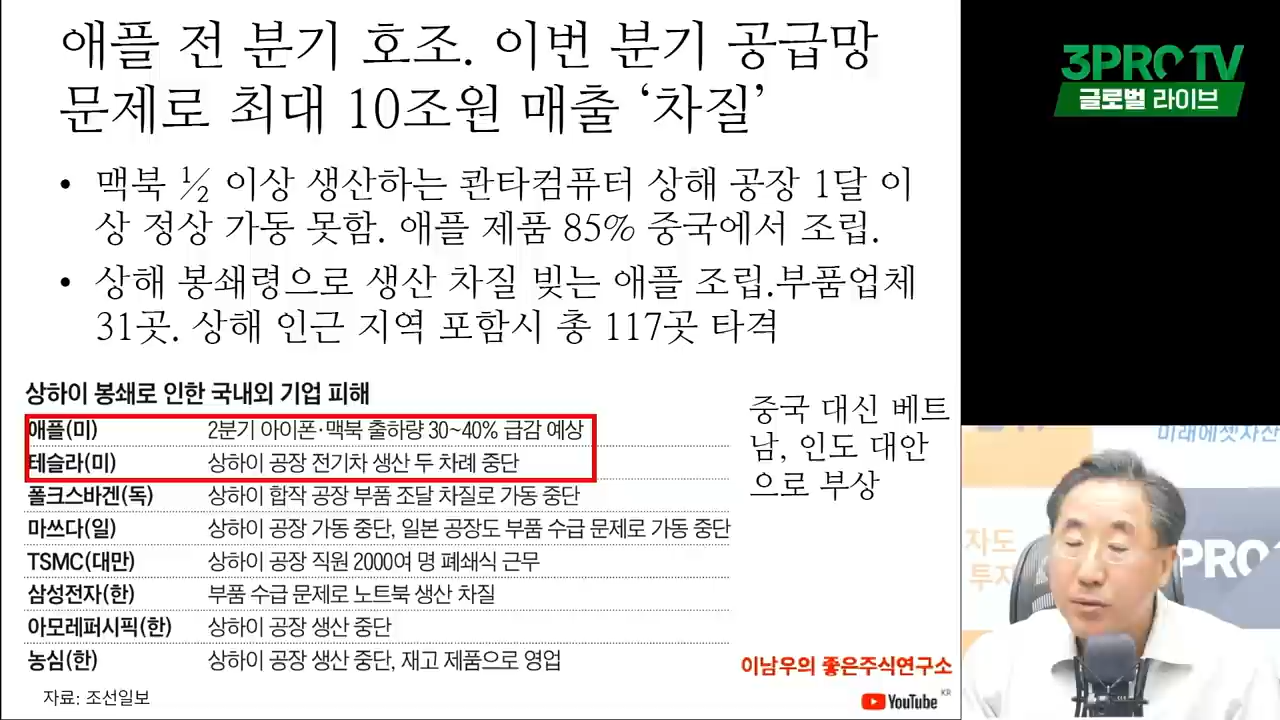 애플 전 분기 호조. 이번 분기 공급망
문제로 최대 10조원 매출 ‘차질’
• 맥북 ½ 이상 생산하는 콴타컴퓨터 상해 공장 1달 이
상 정상 가동 못함. 애플 제품 85% 중국에서 조립.
• 상해 봉쇄령으로 생산 차질 빚는 애플 조립.부품업체
31곳. 상해 인근 지역 포함시 총 117곳 타격
상하이 봉쇄로 인한 국내외 기업 피해
애플(미) 2분기 아이폰·맥북 출하량 30~40% 급감 예상
테슬라(미) 상하이 공장 전기차 생산 두 차례 중단
폴크스바겐(독) 상하이 합작 공장 부품 조달 차질로 가동 중단
마쓰다(일) 상하이 공장 가동 중단, 일본 공장도 부품 수급 문제로 가동 중단
TSMC(대만) 상하이 공장 직원 2000여 명 폐쇄식 근무
삼성전자(한) 부품 수급 문제로 노트북 생산 차질
아모레퍼시픽(한) 상하이 공장 생산 중단
농심(한) 상하이 공장 생산 중단, 재고 제품으로 영업
자료: 조선일보
중국 대신 베트
남, 인도 대안
으로 부상
이남우의 좋은주식연구소
YouTube KR
3PRO TV
글로벌 라이브
미래에셋자산
자도
투자
PRO